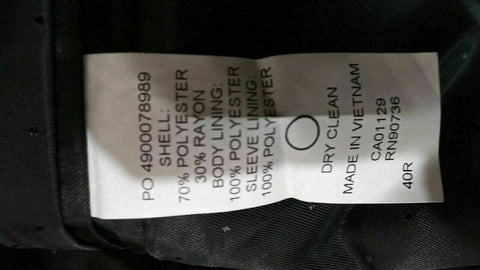 PO 4900078989
SHELL:
70% POLYESTER
30% RAYON
BODY LINING:
100% POLYESTER
SLEEVE LINING:
100% POLYESTER
DRY CLEAN
MADE IN VIETNAM
CA01129
RN90736
40R